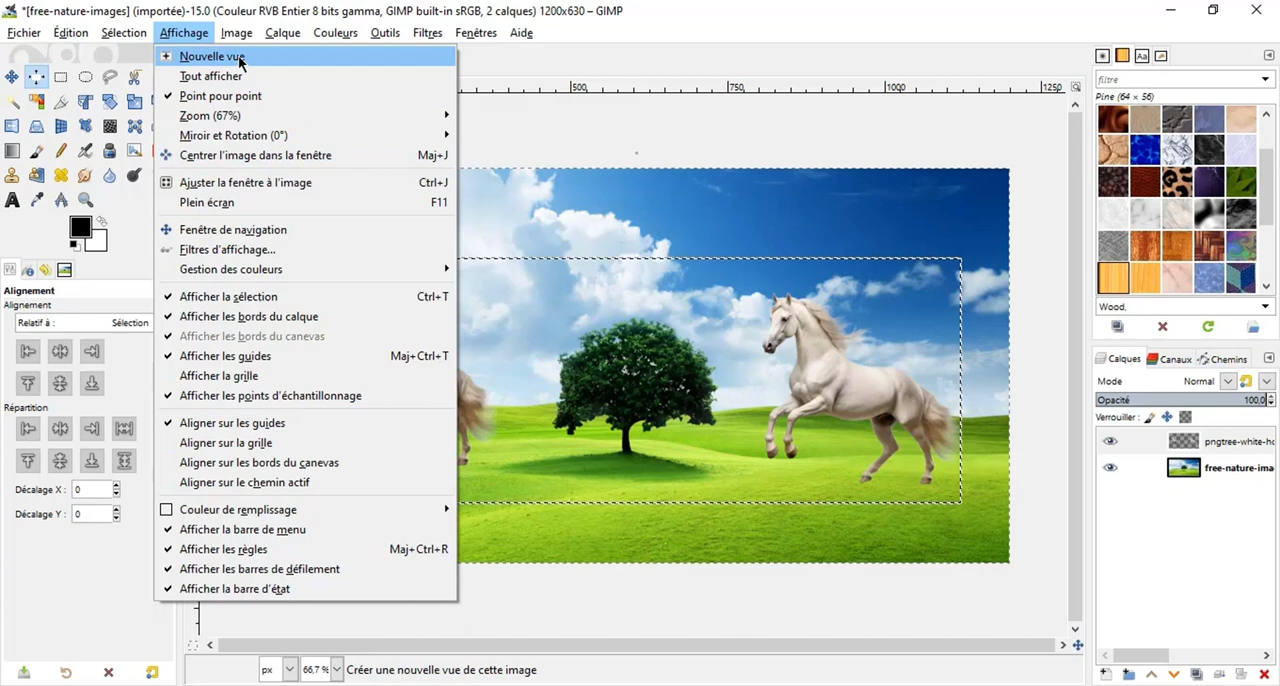 *[free-nature-images] (importée)-15.0 (Couleur RVB Entier 8 bits gamma, GIMP built-in sRGB, 2 calques) 1200x630 – GIMP
Fichier Édition Sélection Affichage Image Calque Couleurs Outils Filtres Fenêtres Aide
Nouvelle vue
Tout afficher
Point pour point
Zoom (67%)
Miroir et Rotation (0°)
Centrer l'image dans la fenêtre Maj+J
Ajuster la fenêtre à l'image Ctrl+J
Plein écran F11
Fenêtre de navigation
Filtres d'affichage...
Gestion des couleurs
Afficher la sélection Ctrl+T
Afficher les bords du calque
Afficher les bords du canevas
Afficher les guides Maj+Ctrl+T
Afficher la grille
Afficher les points d'échantillonnage
Aligner sur les guides
Aligner sur la grille
Aligner sur les bords du canevas
Aligner sur le chemin actif
Couleur de remplissage
Afficher la barre de menu
Afficher les règles Maj+Ctrl+R
Afficher les barres de défilement
Afficher la barre d'état
Alignement
Alignement
Relatif à : Sélection
Répartition
Décalage X : 0
Décalage Y : 0
500 750 1000 1250
px 66,7 % Créer une nouvelle vue de cette image
filtre
Pine (64 × 56)
Wood,
Calques Canaux Chemins
Mode Normal
Opacité 100,0
Verrouiller :
pngtree-white-ho
free-nature-ima